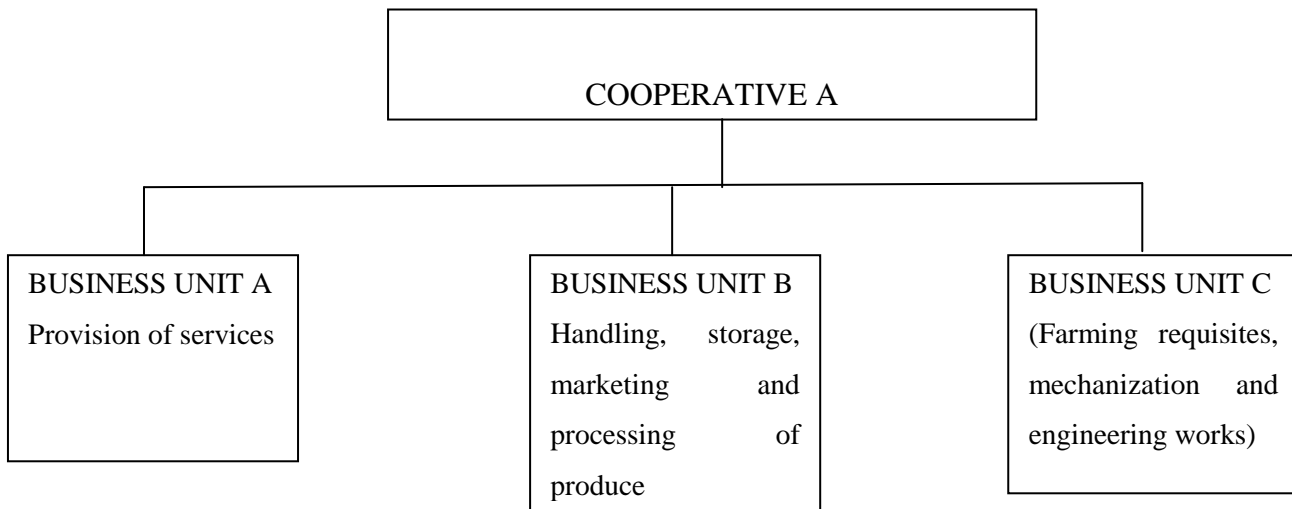 COOPERATIVE A
BUSINESS UNIT A
Provision of services
BUSINESS UNIT B
Handling, storage,
marketing and
processing of
produce
BUSINESS UNIT C
(Farming requisites,
mechanization and
engineering works)